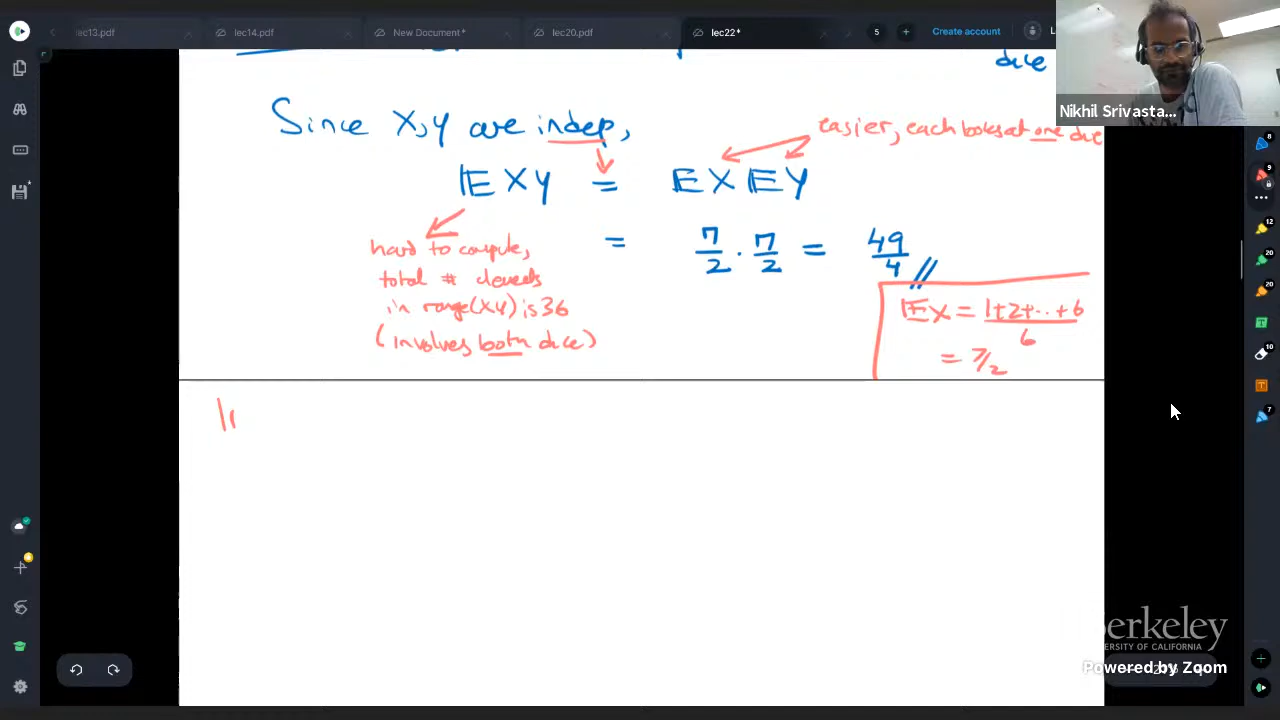 lec13.pdf lec14.pdf New Document* lec20.pdf lec22* 5 + Create account
Nikhil Srivasta...
dice
Since X,Y are indep,
easier, each looks at one die
𝔼XY = 𝔼X𝔼Y
= 7/2 · 7/2 = 49/4 //
hard to compute,
total # elements
in range(XY) is 36
(involves both dice)
𝔼X = 1+2+··+6/6
= 7/2
Berkeley
UNIVERSITY OF CALIFORNIA
Powered by Zoom